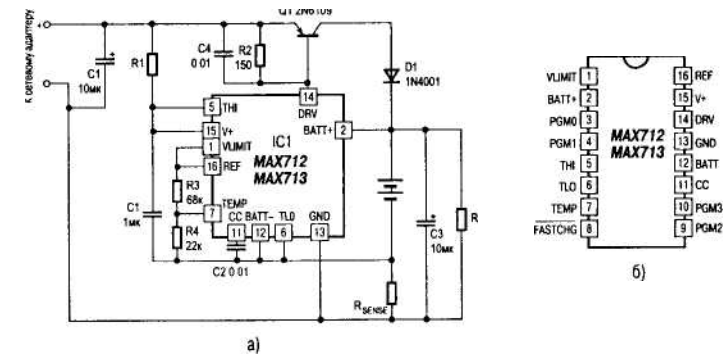 К сетевому адаптеру
+
C1
10мк
R1
C4
0 01
R2
150
Q1 2N6109
D1
1N4001
5
THI
15
V+
1
VLIMIT
16
REF
14
DRV
BATT+
2
IC1
MAX712
MAX713
R3
68к
7
TEMP
C1
1мк
R4
22к
CC
BATT–
TL0
GND
11
12
6
13
C2 0 01
+
C3
10мк
R
RSENSE
а)
VLIMIT 1
BATT+ 2
PGM0 3
PGM1 4
THI 5
TL0 6
TEMP 7
FASTCHG 8
MAX712
MAX713
16 REF
15 V+
14 DRV
13 GND
12 BATT
11 CC
10 PGM3
9 PGM2
б)